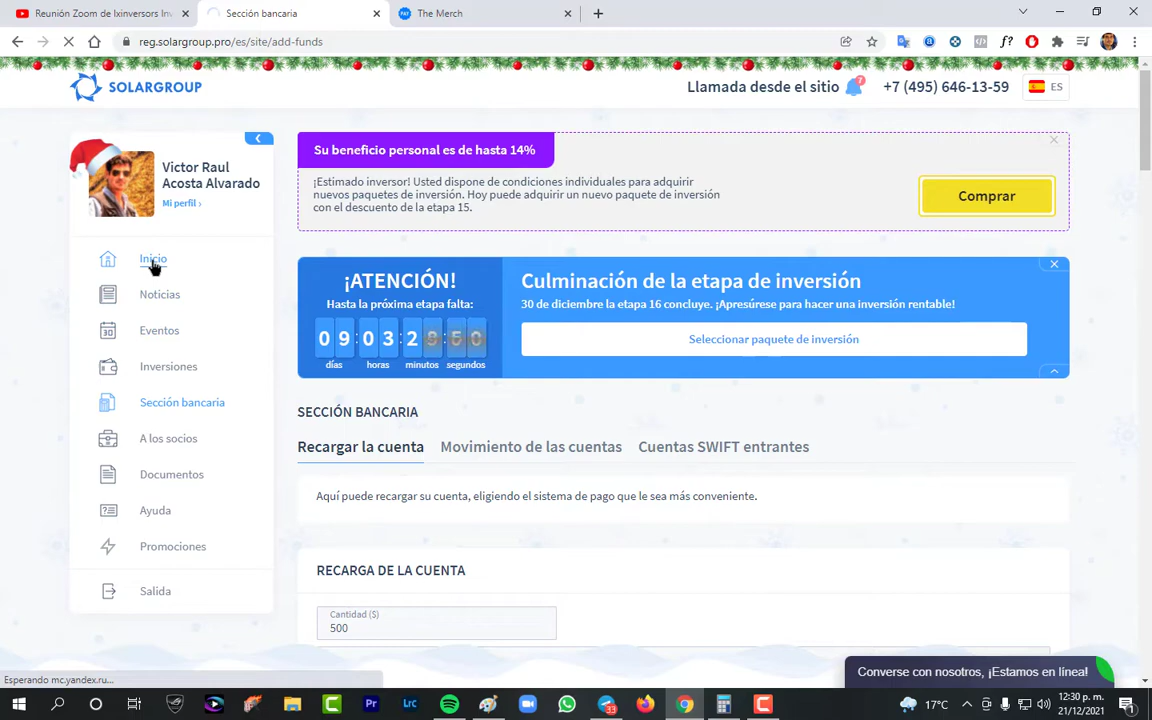 Reunión Zoom de Ixinversors Inv
Sección bancaria
The Merch
reg.solargroup.pro/es/site/add-funds
SOLARGROUP
Llamada desde el sitio
7
+7 (495) 646-13-59
ES
Victor Raul
Acosta Alvarado
Mi perfil ›
Inicio
Noticias
Eventos
Inversiones
Sección bancaria
A los socios
Documentos
Ayuda
Promociones
Salida
Su beneficio personal es de hasta 14%
¡Estimado inversor! Usted dispone de condiciones individuales para adquirir
nuevos paquetes de inversión. Hoy puede adquirir un nuevo paquete de inversión
con el descuento de la etapa 15.
Comprar
¡ATENCIÓN!
Hasta la próxima etapa falta:
09 : 03 : 2
días horas minutos segundos
Culminación de la etapa de inversión
30 de diciembre la etapa 16 concluye. ¡Apresúrese para hacer una inversión rentable!
Seleccionar paquete de inversión
SECCIÓN BANCARIA
Recargar la cuenta Movimiento de las cuentas Cuentas SWIFT entrantes
Aquí puede recargar su cuenta, eligiendo el sistema de pago que le sea más conveniente.
RECARGA DE LA CUENTA
Cantidad ($)
500
Converse con nosotros, ¡Estamos en línea!
Esperando mc.yandex.ru...
33
17°C
12:30 p. m.
21/12/2021
1